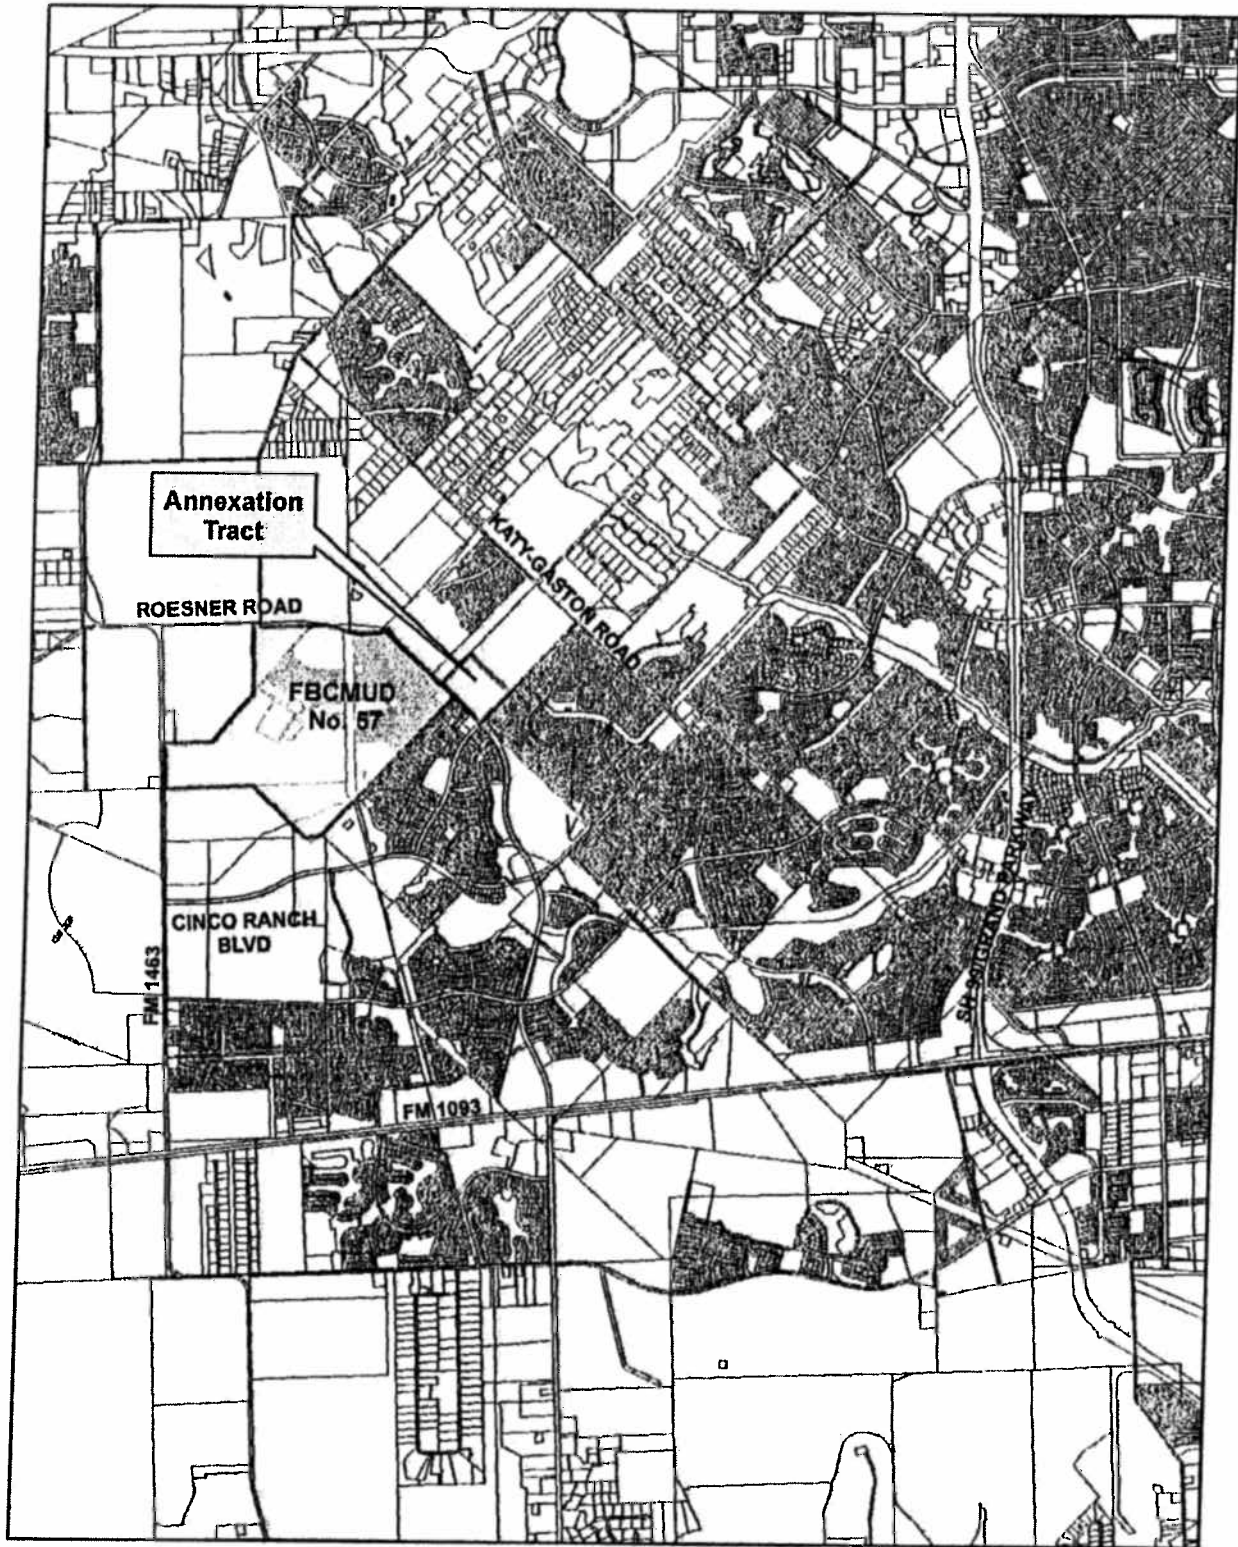 Annexation
Tract
KATY-GASTON ROAD
ROESNER ROAD
FBCMUD
No. 57
CINCO RANCH
BLVD
FM 1463
SH 99/GRAND PARKWAY
FM 1093